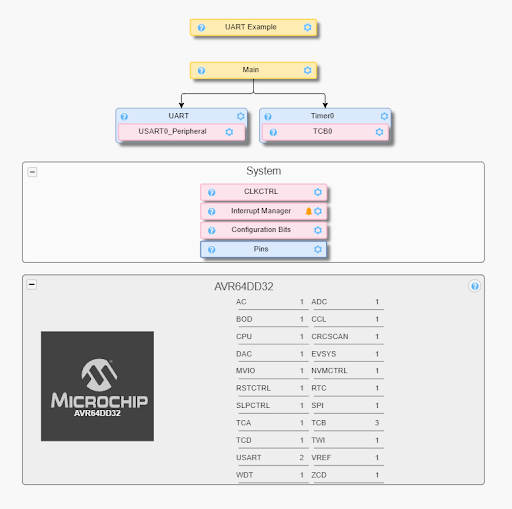 UART Example
Main
UART Timer0
USART0_Peripheral TCB0
System
CLKCTRL
Interrupt Manager
Configuration Bits
Pins
AVR64DD32
MICROCHIP
AVR64DD32
AC 1 ADC 1
BOD 1 CCL 1
CPU 1 CRCSCAN 1
DAC 1 EVSYS 1
MVIO 1 NVMCTRL 1
RSTCTRL 1 RTC 1
SLPCTRL 1 SPI 1
TCA 1 TCB 3
TCD 1 TWI 1
USART 2 VREF 1
WDT 1 ZCD 1